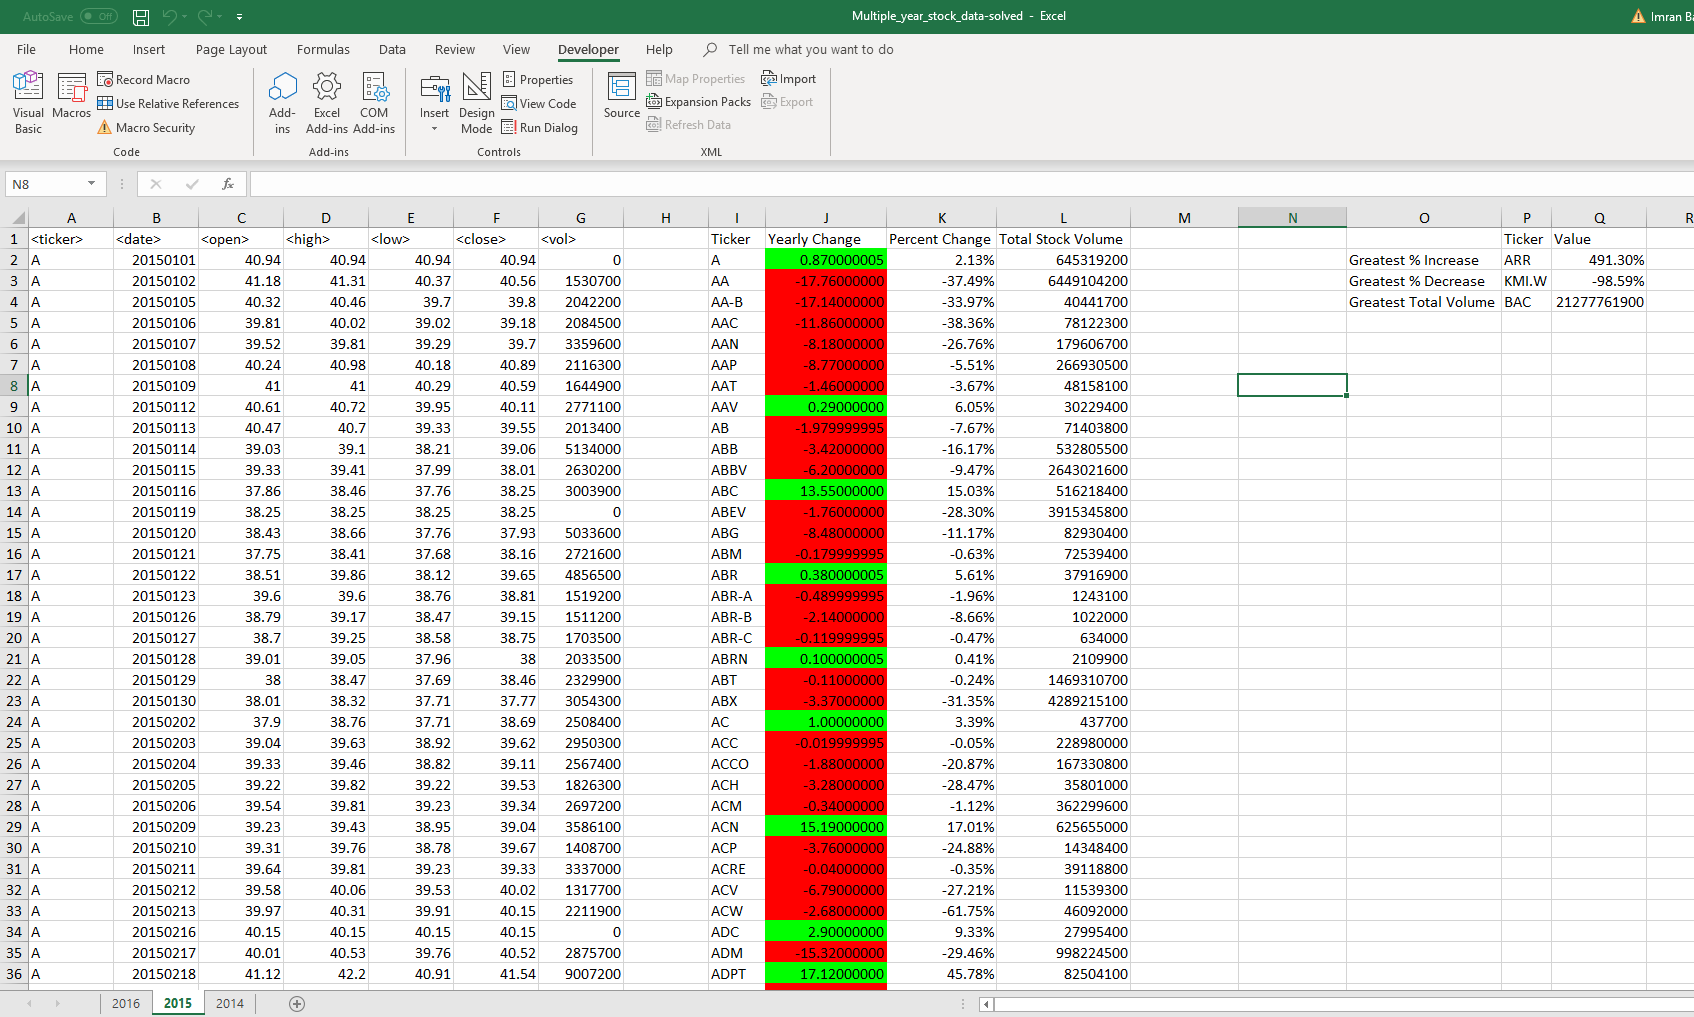 AutoSave Off Multiple_year_stock_data-solved - Excel Imran Ba
File Home Insert Page Layout Formulas Data Review View Developer Help Tell me what you want to do
Visual Basic Macros Record Macro Use Relative References Macro Security
Add-ins Excel Add-ins COM Add-ins
Insert Design Mode Properties View Code Run Dialog
Source Map Properties Expansion Packs Refresh Data Import Export
Code Add-ins Controls XML
N8 fx
A B C D E F G H I J K L M N O P Q R
1 <ticker> <date> <open> <high> <low> <close> <vol> Ticker Yearly Change Percent Change Total Stock Volume Ticker Value
2 A 20150101 40.94 40.94 40.94 40.94 0 A 0.870000005 2.13% 645319200 Greatest % Increase ARR 491.30%
3 A 20150102 41.18 41.31 40.37 40.56 1530700 AA -17.76000000 -37.49% 6449104200 Greatest % Decrease KMI.W -98.59%
4 A 20150105 40.32 40.46 39.7 39.8 2042200 AA-B -17.14000000 -33.97% 40441700 Greatest Total Volume BAC 21277761900
5 A 20150106 39.81 40.02 39.02 39.18 2084500 AAC -11.86000000 -38.36% 78122300
6 A 20150107 39.52 39.81 39.29 39.7 3359600 AAN -8.18000000 -26.76% 179606700
7 A 20150108 40.24 40.98 40.18 40.89 2116300 AAP -8.77000000 -5.51% 266930500
8 A 20150109 41 41 40.29 40.59 1644900 AAT -1.46000000 -3.67% 48158100
9 A 20150112 40.61 40.72 39.95 40.11 2771100 AAV 0.29000000 6.05% 30229400
10 A 20150113 40.47 40.7 39.33 39.55 2013400 AB -1.979999995 -7.67% 71403800
11 A 20150114 39.03 39.1 38.21 39.06 5134000 ABB -3.42000000 -16.17% 532805500
12 A 20150115 39.33 39.41 37.99 38.01 2630200 ABBV -6.20000000 -9.47% 2643021600
13 A 20150116 37.86 38.46 37.76 38.25 3003900 ABC 13.55000000 15.03% 516218400
14 A 20150119 38.25 38.25 38.25 38.25 0 ABEV -1.76000000 -28.30% 3915345800
15 A 20150120 38.43 38.66 37.76 37.93 5033600 ABG -8.48000000 -11.17% 82930400
16 A 20150121 37.75 38.41 37.68 38.16 2721600 ABM -0.179999995 -0.63% 72539400
17 A 20150122 38.51 39.86 38.12 39.65 4856500 ABR 0.380000005 5.61% 37916900
18 A 20150123 39.6 39.6 38.76 38.81 1519200 ABR-A -0.489999995 -1.96% 1243100
19 A 20150126 38.79 39.17 38.47 39.15 1511200 ABR-B -2.14000000 -8.66% 1022000
20 A 20150127 38.7 39.25 38.58 38.75 1703500 ABR-C -0.119999995 -0.47% 634000
21 A 20150128 39.01 39.05 37.96 38 2033500 ABRN 0.100000005 0.41% 2109900
22 A 20150129 38 38.47 37.69 38.46 2329900 ABT -0.11000000 -0.24% 1469310700
23 A 20150130 38.01 38.32 37.71 37.77 3054300 ABX -3.37000000 -31.35% 4289215100
24 A 20150202 37.9 38.76 37.71 38.69 2508400 AC 1.00000000 3.39% 437700
25 A 20150203 39.04 39.63 38.92 39.62 2950300 ACC -0.019999995 -0.05% 228980000
26 A 20150204 39.33 39.46 38.82 39.11 2567400 ACCO -1.88000000 -20.87% 167330800
27 A 20150205 39.22 39.82 39.22 39.53 1826300 ACH -3.28000000 -28.47% 35801000
28 A 20150206 39.54 39.81 39.23 39.34 2697200 ACM -0.34000000 -1.12% 362299600
29 A 20150209 39.23 39.43 38.95 39.04 3586100 ACN 15.19000000 17.01% 625655000
30 A 20150210 39.31 39.76 38.78 39.67 1408700 ACP -3.76000000 -24.88% 14348400
31 A 20150211 39.64 39.81 39.23 39.33 3337000 ACRE -0.04000000 -0.35% 39118800
32 A 20150212 39.58 40.06 39.53 40.02 1317700 ACV -6.79000000 -27.21% 11539300
33 A 20150213 39.97 40.31 39.91 40.15 2211900 ACW -2.68000000 -61.75% 46092000
34 A 20150216 40.15 40.15 40.15 40.15 0 ADC 2.90000000 9.33% 27995400
35 A 20150217 40.01 40.53 39.76 40.52 2875700 ADM -15.32000000 -29.46% 998224500
36 A 20150218 41.12 42.2 40.91 41.54 9007200 ADPT 17.12000000 45.78% 82504100
2016 2015 2014